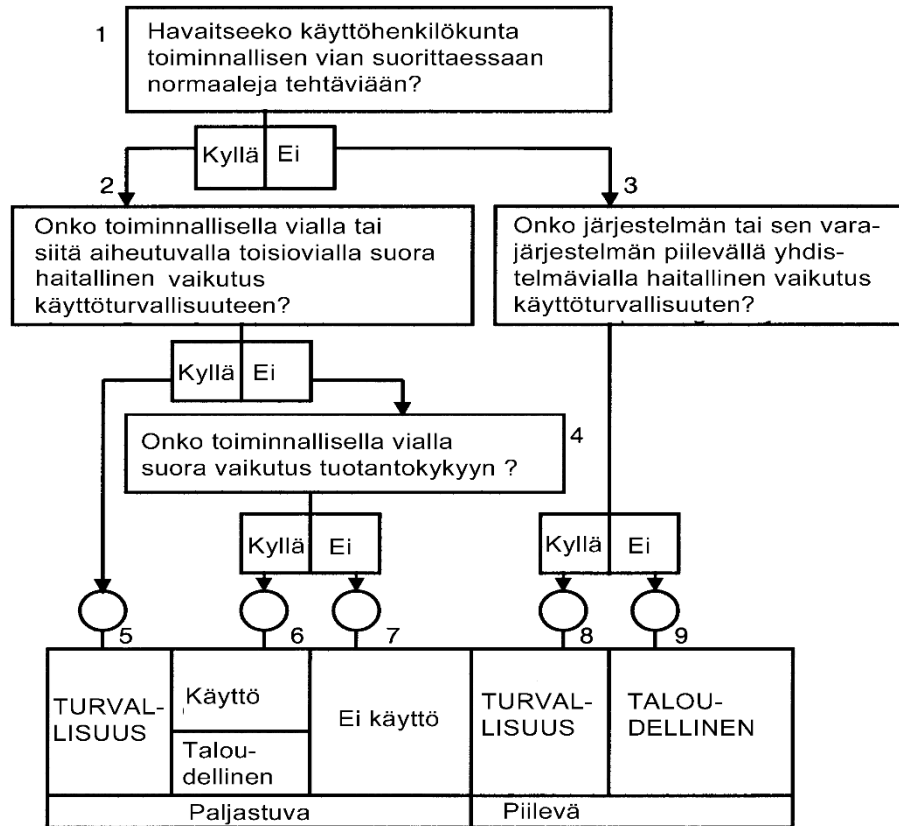 1
Havaitseeko käyttöhenkilökunta
toiminnallisen vian suorittaessaan
normaaleja tehtäviään?
Kyllä Ei
2
3
Onko toiminnallisella vialla tai
siitä aiheutuvalla toisiovialla suora
haitallinen vaikutus
käyttöturvallisuuteen?
Onko järjestelmän tai sen vara-
järjestelmän piilevällä yhdis-
telmävialla haitallinen vaikutus
käyttöturvallisuuten?
Kyllä Ei
4
Onko toiminnallisella vialla
suora vaikutus tuotantokykyyn ?
Kyllä Ei
Kyllä Ei
5
6
7
8
9
TURVAL-
LISUUS
Käyttö
Talou-
dellinen
Ei käyttö
TURVAL-
LISUUS
TALOU-
DELLINEN
Paljastuva
Piilevä